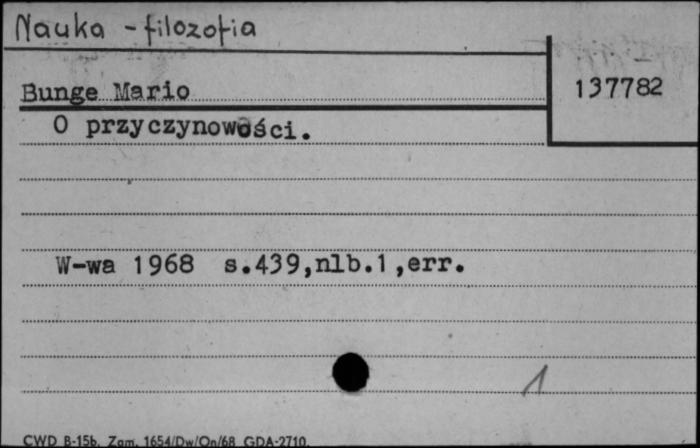 Nauka - filozofia
Bunge Mario
137782
O przyczynowości.
W-wa 1968 s.439,nlb.1,err.
1
CWD B-15b. Zam. 1654/Dw/On/68 GDA-2710.